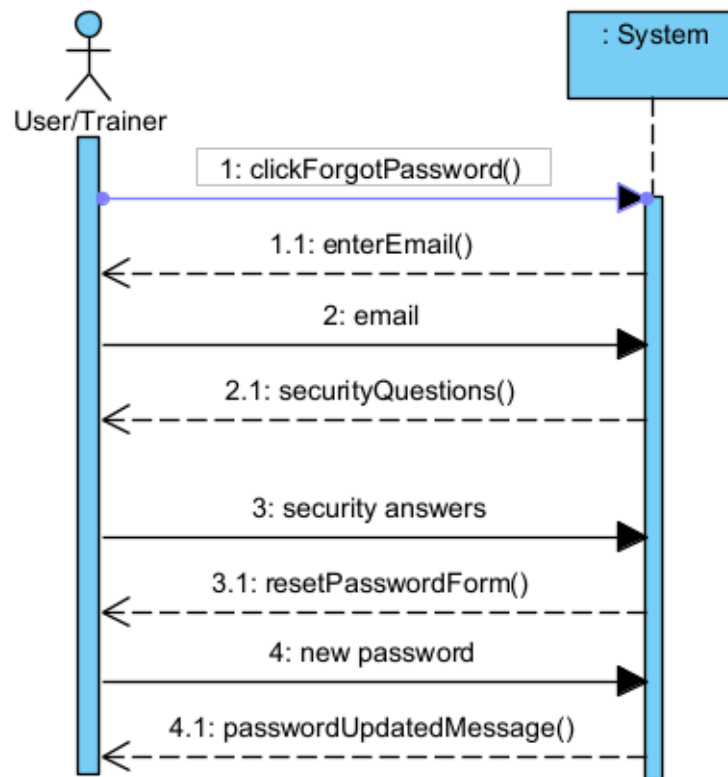 : System
User/Trainer
1: clickForgotPassword()
1.1: enterEmail()
2: email
2.1: securityQuestions()
3: security answers
3.1: resetPasswordForm()
4: new password
4.1: passwordUpdatedMessage()